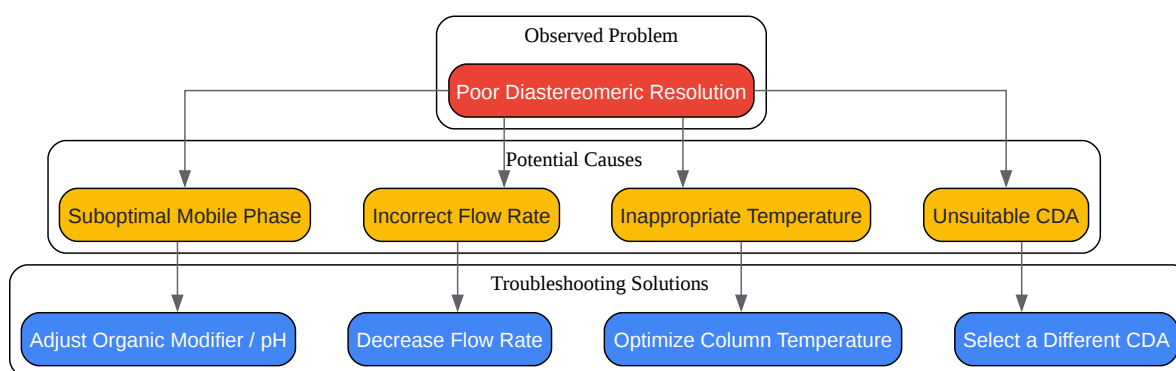 Observed Problem
Poor Diastereomeric Resolution
Potential Causes
Suboptimal Mobile Phase
Incorrect Flow Rate
Inappropriate Temperature
Unsuitable CDA
Troubleshooting Solutions
Adjust Organic Modifier / pH
Decrease Flow Rate
Optimize Column Temperature
Select a Different CDA